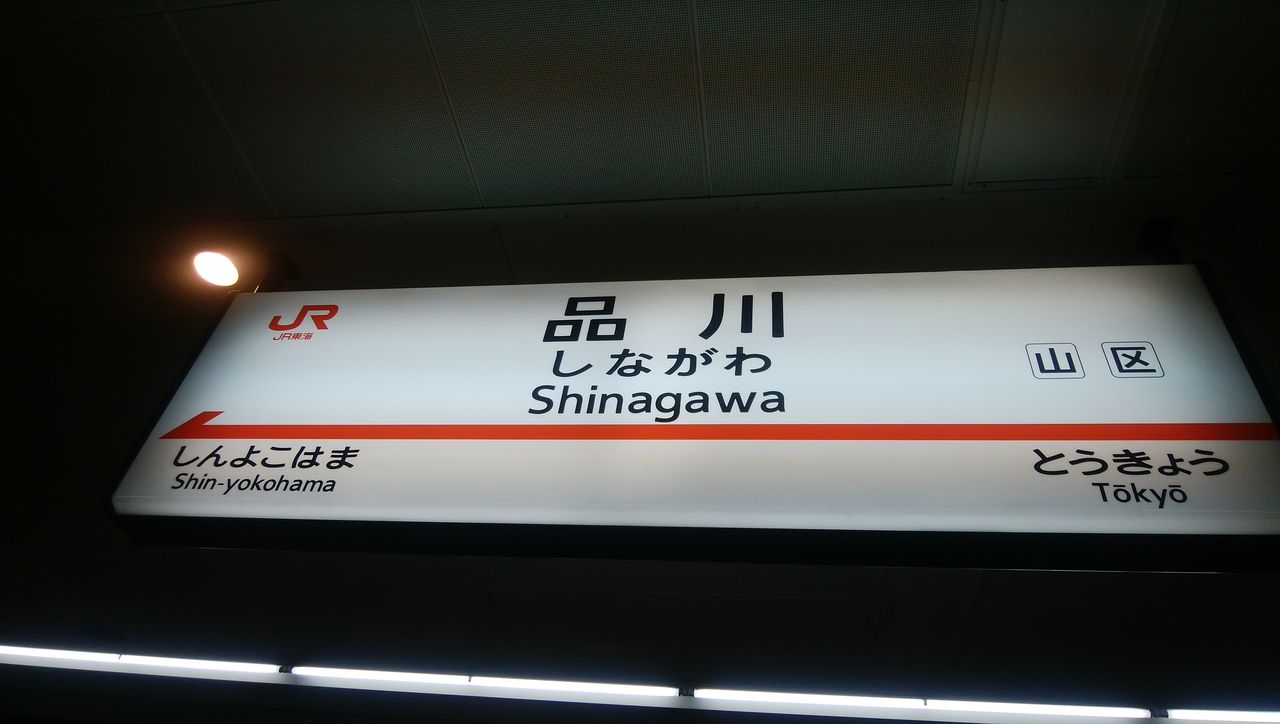 JR
JR東海
品川
しながわ
Shinagawa
山 区
しんよこはま
Shin-yokohama
とうきょう
Tōkyō